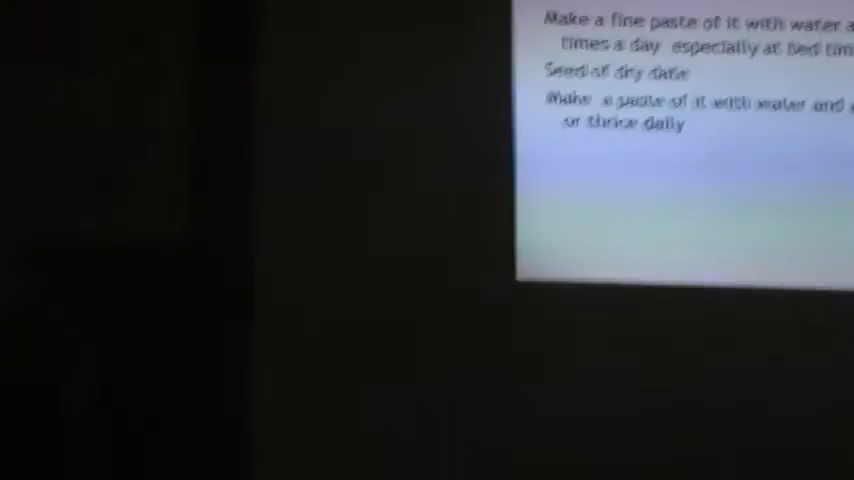 Make a fine paste of it with water
times a day especially at Bed
Seed of dry date
Make a paste of it with water and
or thrice daily